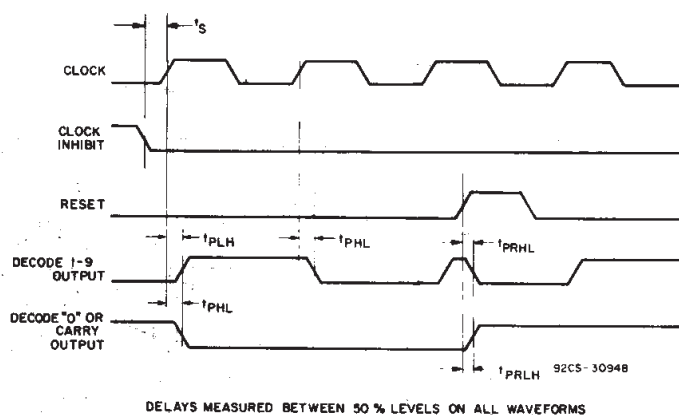 tS
CLOCK
CLOCK
INHIBIT
RESET
tPLH
tPHL
tPRHL
DECODE 1-9
OUTPUT
tPHL
DECODE "0" OR
CARRY
OUTPUT
tPRLH
92CS-30948
DELAYS MEASURED BETWEEN 50 % LEVELS ON ALL WAVEFORMS